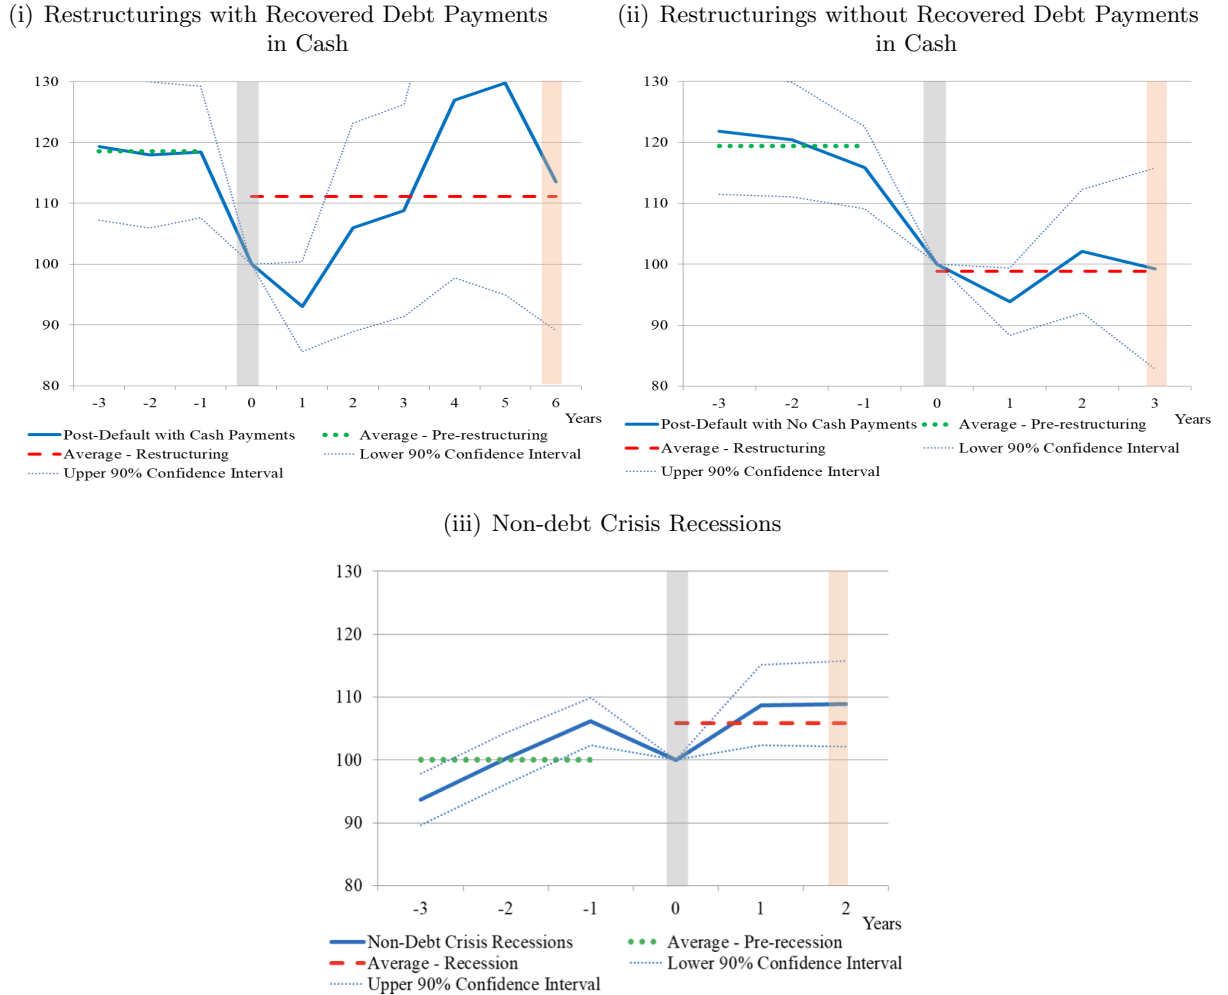 (i) Restructurings with Recovered Debt Payments
in Cash
130
120
110
100
90
80
-3 -2 -1 0 1 2 3 4 5 6
Years
Post-Default with Cash Payments
Average - Pre-restructuring
Average - Restructuring
Lower 90% Confidence Interval
Upper 90% Confidence Interval
(ii) Restructurings without Recovered Debt Payments
in Cash
130
120
110
100
90
80
-3 -2 -1 0 1 2 3
Years
Post-Default with No Cash Payments
Average - Pre-restructuring
Average - Restructuring
Lower 90% Confidence Interval
Upper 90% Confidence Interval
(iii) Non-debt Crisis Recessions
130
120
110
100
90
80
-3 -2 -1 0 1 2
Years
Non-Debt Crisis Recessions
Average - Pre-recession
Average - Recession
Lower 90% Confidence Interval
Upper 90% Confidence Interval